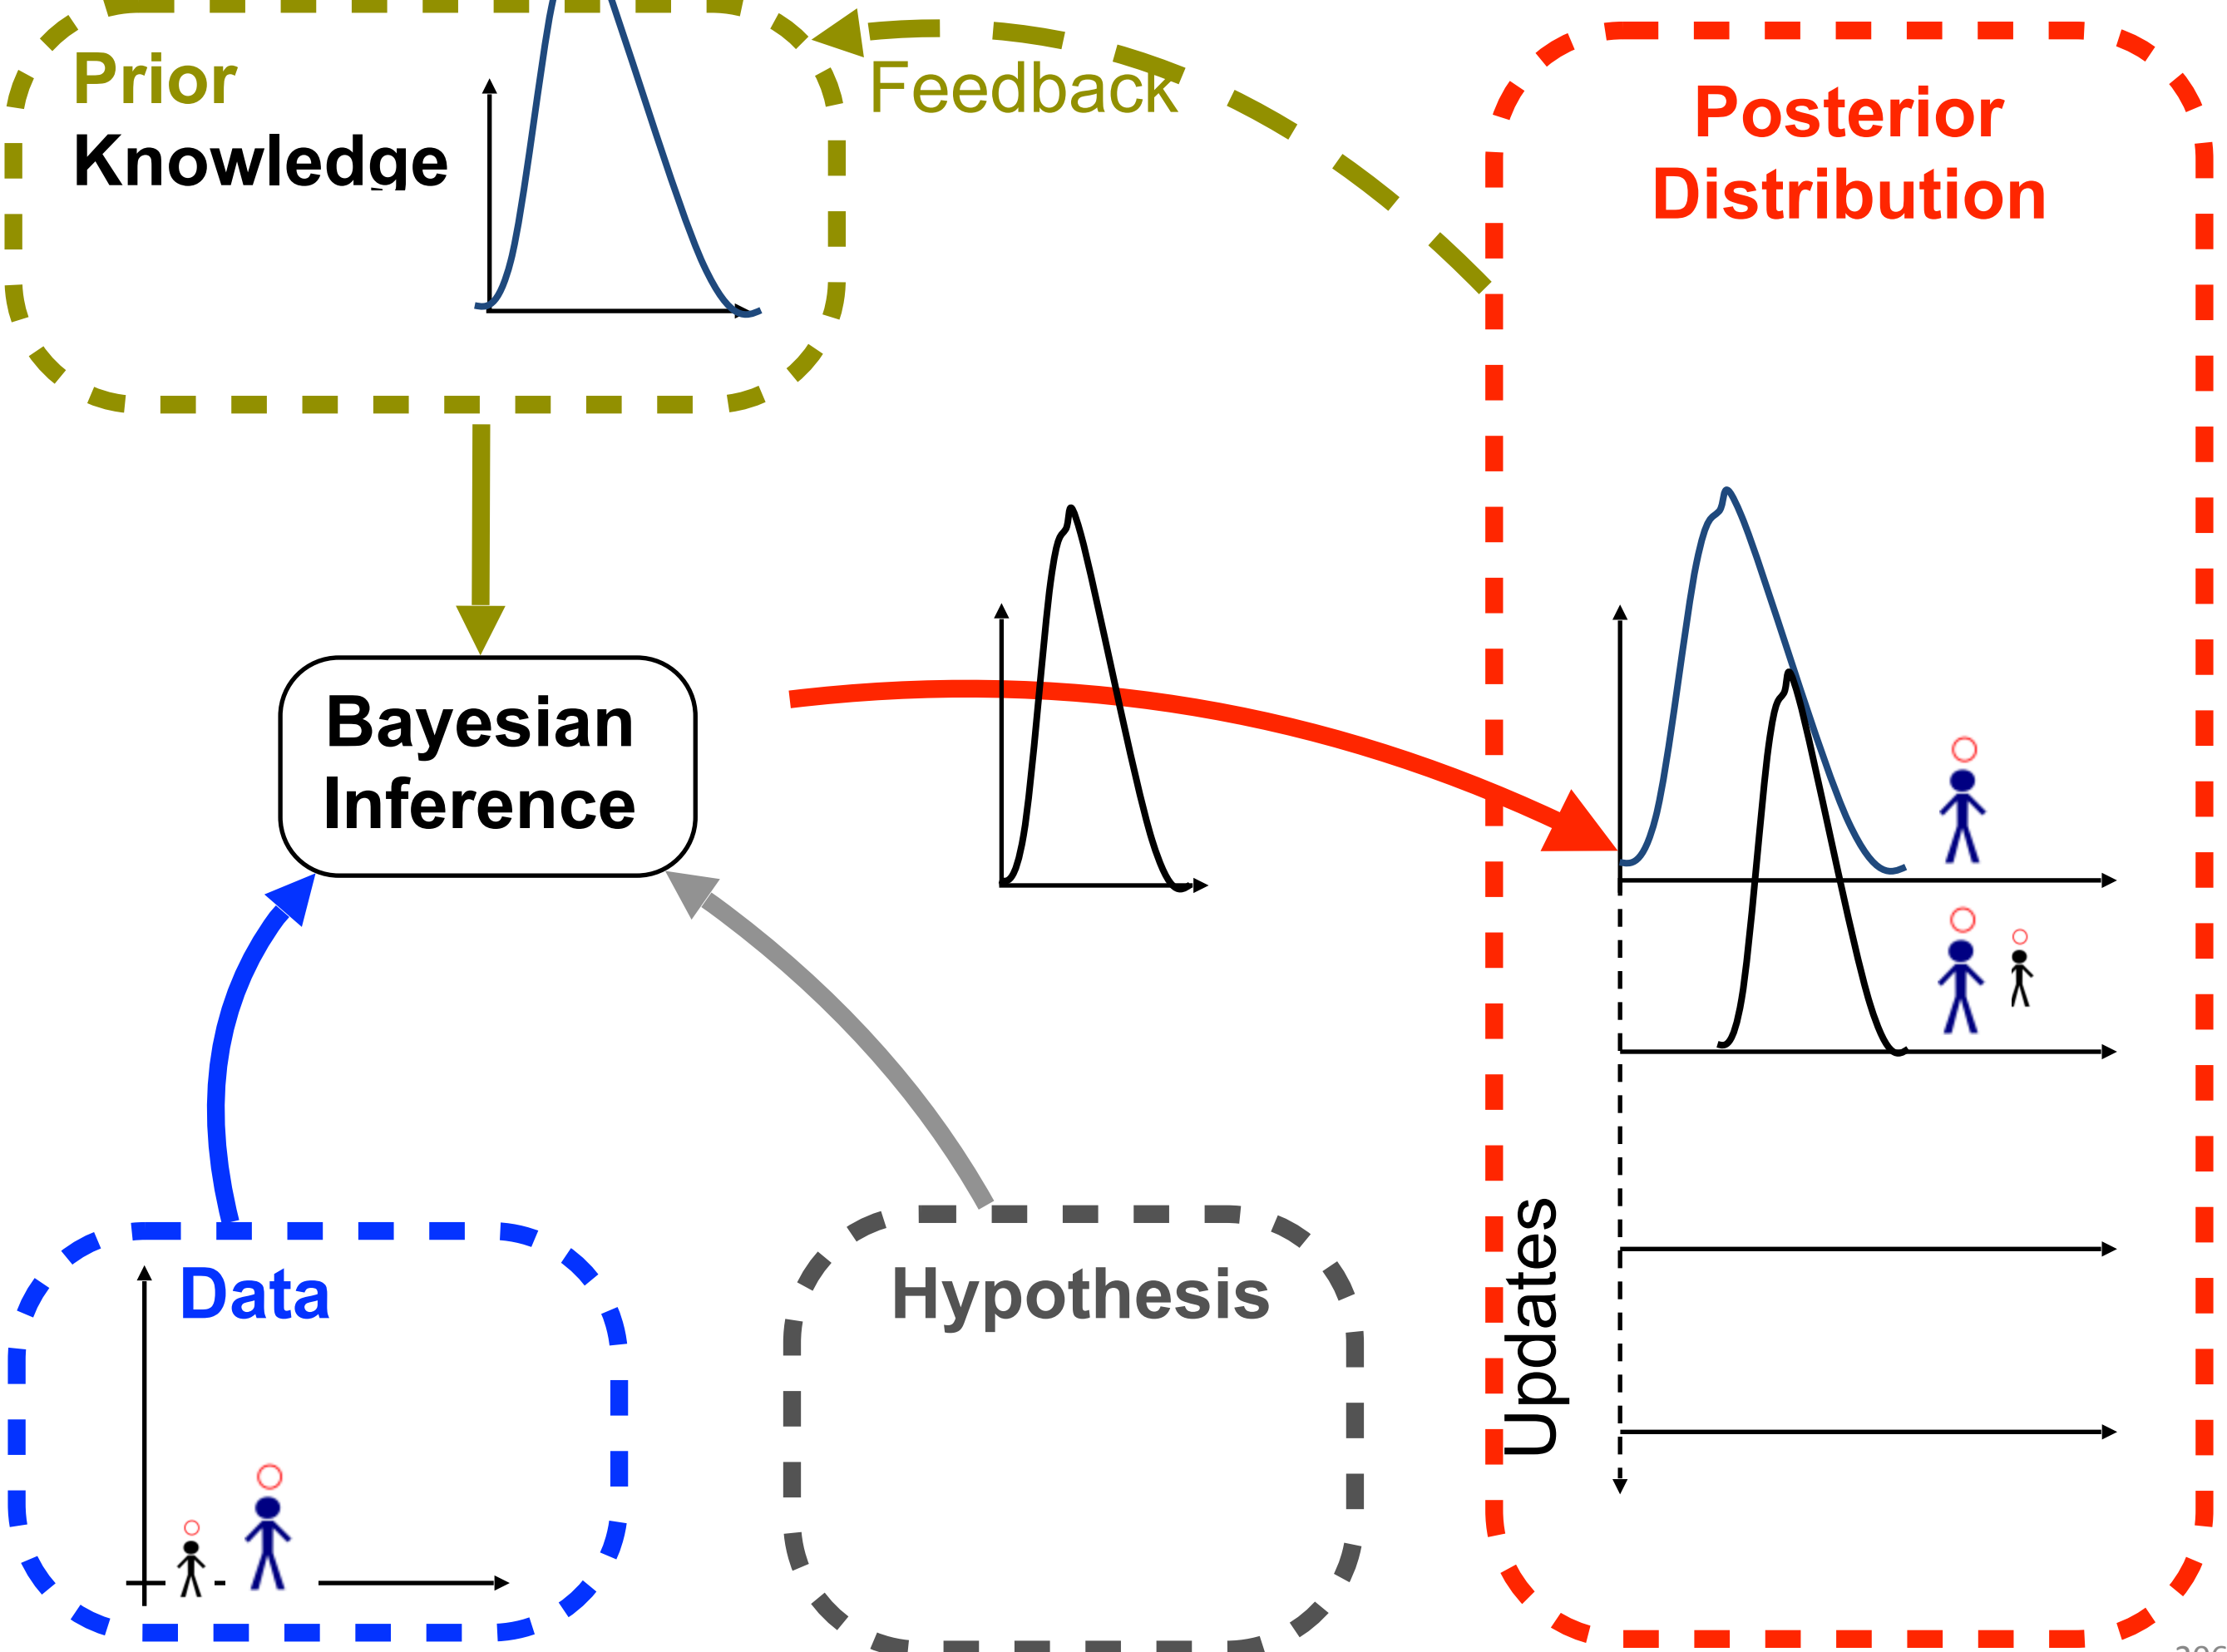 Prior
Knowledge
Feedback
Posterior
Distribution
Bayesian
Inference
Data
Hypothesis
Updates